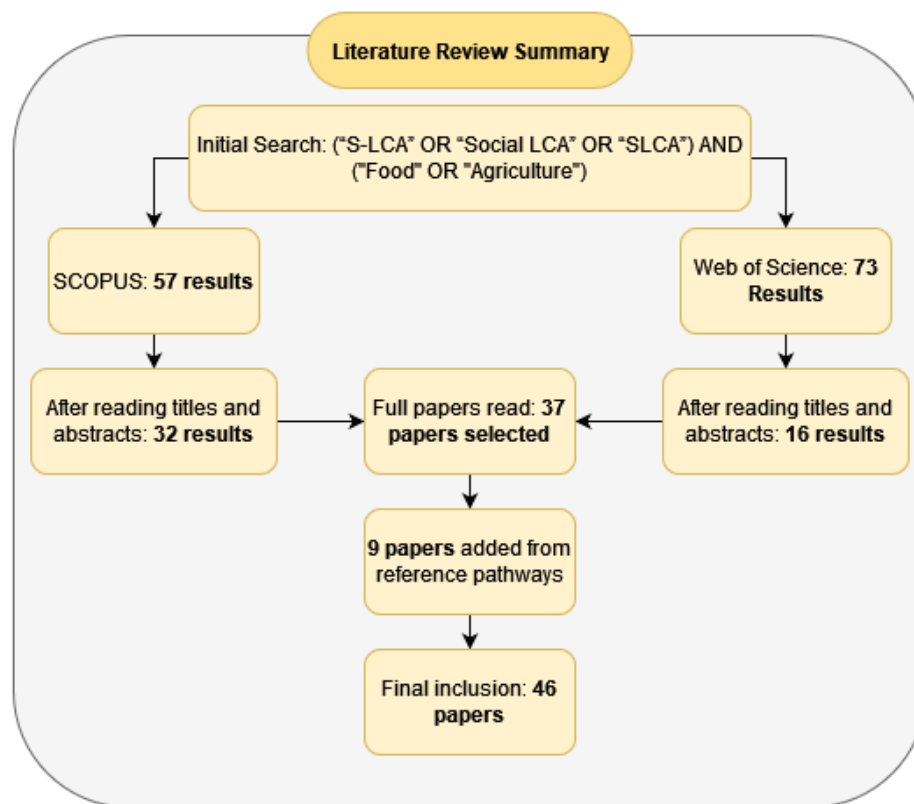 Literature Review Summary
Initial Search: (“S-LCA” OR “Social LCA” OR “SLCA”) AND
("Food" OR "Agriculture")
SCOPUS: 57 results
Web of Science: 73
Results
After reading titles and
abstracts: 32 results
Full papers read: 37
papers selected
After reading titles and
abstracts: 16 results
9 papers added from
reference pathways
Final inclusion: 46
papers